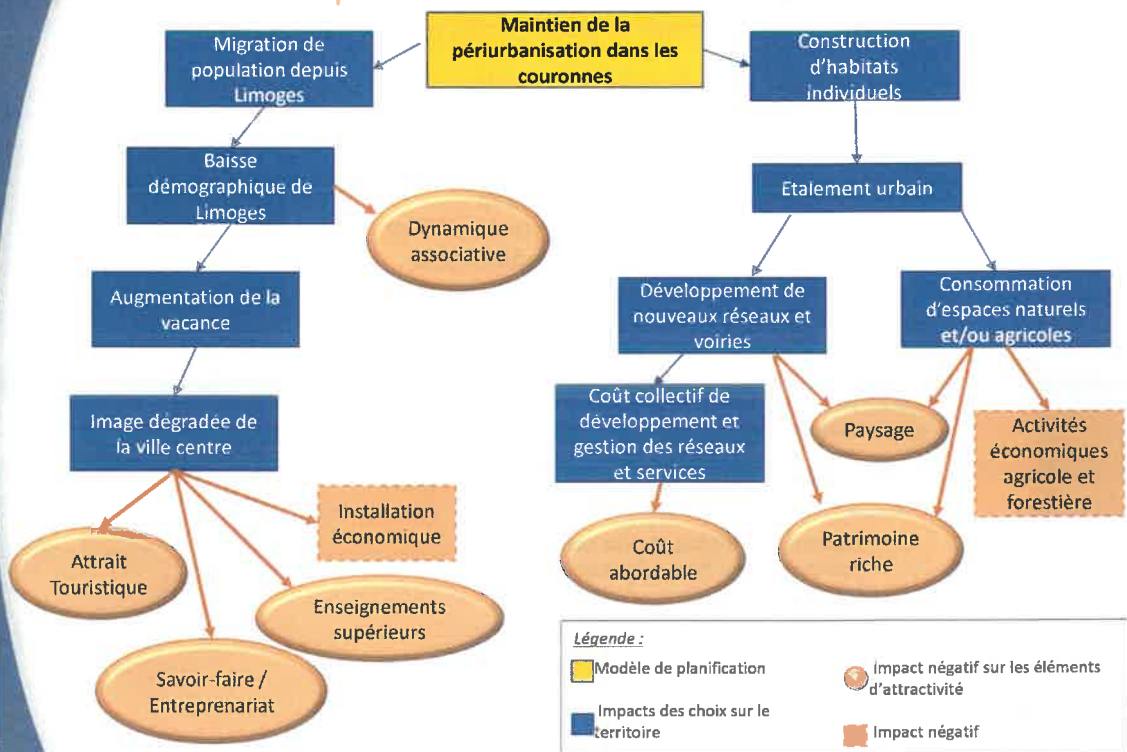 Maintien de la
périurbanisation dans les
couronnes
Migration de
population depuis
Limoges
Construction
d'habitats
individuels
Baisse
démographique de
Limoges
Etalement urbain
Dynamique
associative
Augmentation de la
vacance
Développement de
nouveaux réseaux et
voiries
Consommation
d'espaces naturels
et/ou agricoles
Image dégradée de
la ville centre
Coût collectif de
développement et
gestion des réseaux
et services
Paysage
Activités
économiques
agricole et
forestière
Installation
économique
Attrait
Touristique
Coût
abordable
Patrimoine
riche
Enseignements
supérieurs
Savoir-faire /
Entreprenariat
Légende :
Modèle de planification
Impacts des choix sur le
territoire
Impact négatif sur les éléments
d'attractivité
Impact négatif